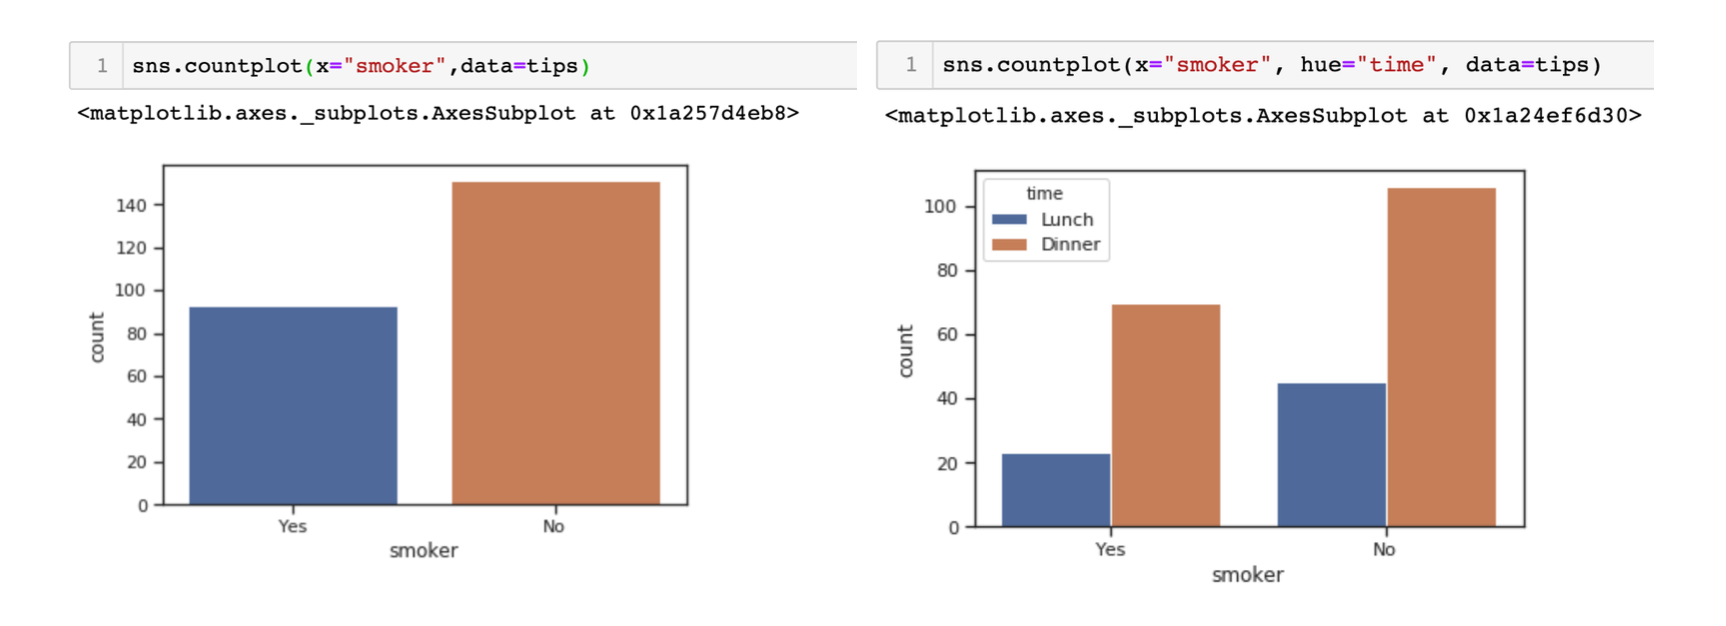 1 sns.countplot(x="smoker",data=tips)
<matplotlib.axes._subplots.AxesSubplot at 0x1a257d4eb8>
140
120
100
80
60
40
20
0
count
Yes No
smoker
1 sns.countplot(x="smoker", hue="time", data=tips)
<matplotlib.axes._subplots.AxesSubplot at 0x1a24ef6d30>
time
Lunch
Dinner
100
80
60
40
20
0
count
Yes No
smoker